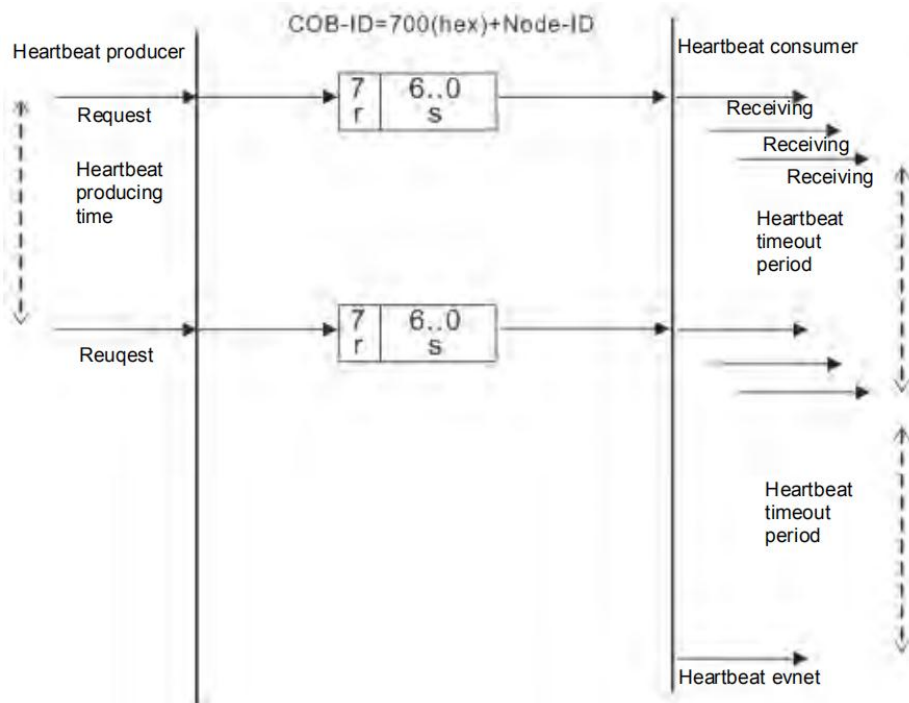 COB-ID=700(hex)+Node-ID
Heartbeat producer
Heartbeat consumer
7
6..0
r
s
Request
Receiving
Receiving
Receiving
Heartbeat
producing
time
Heartbeat
timeout
period
7
6..0
r
s
Reuqest
Heartbeat
timeout
period
Heartbeat evnet